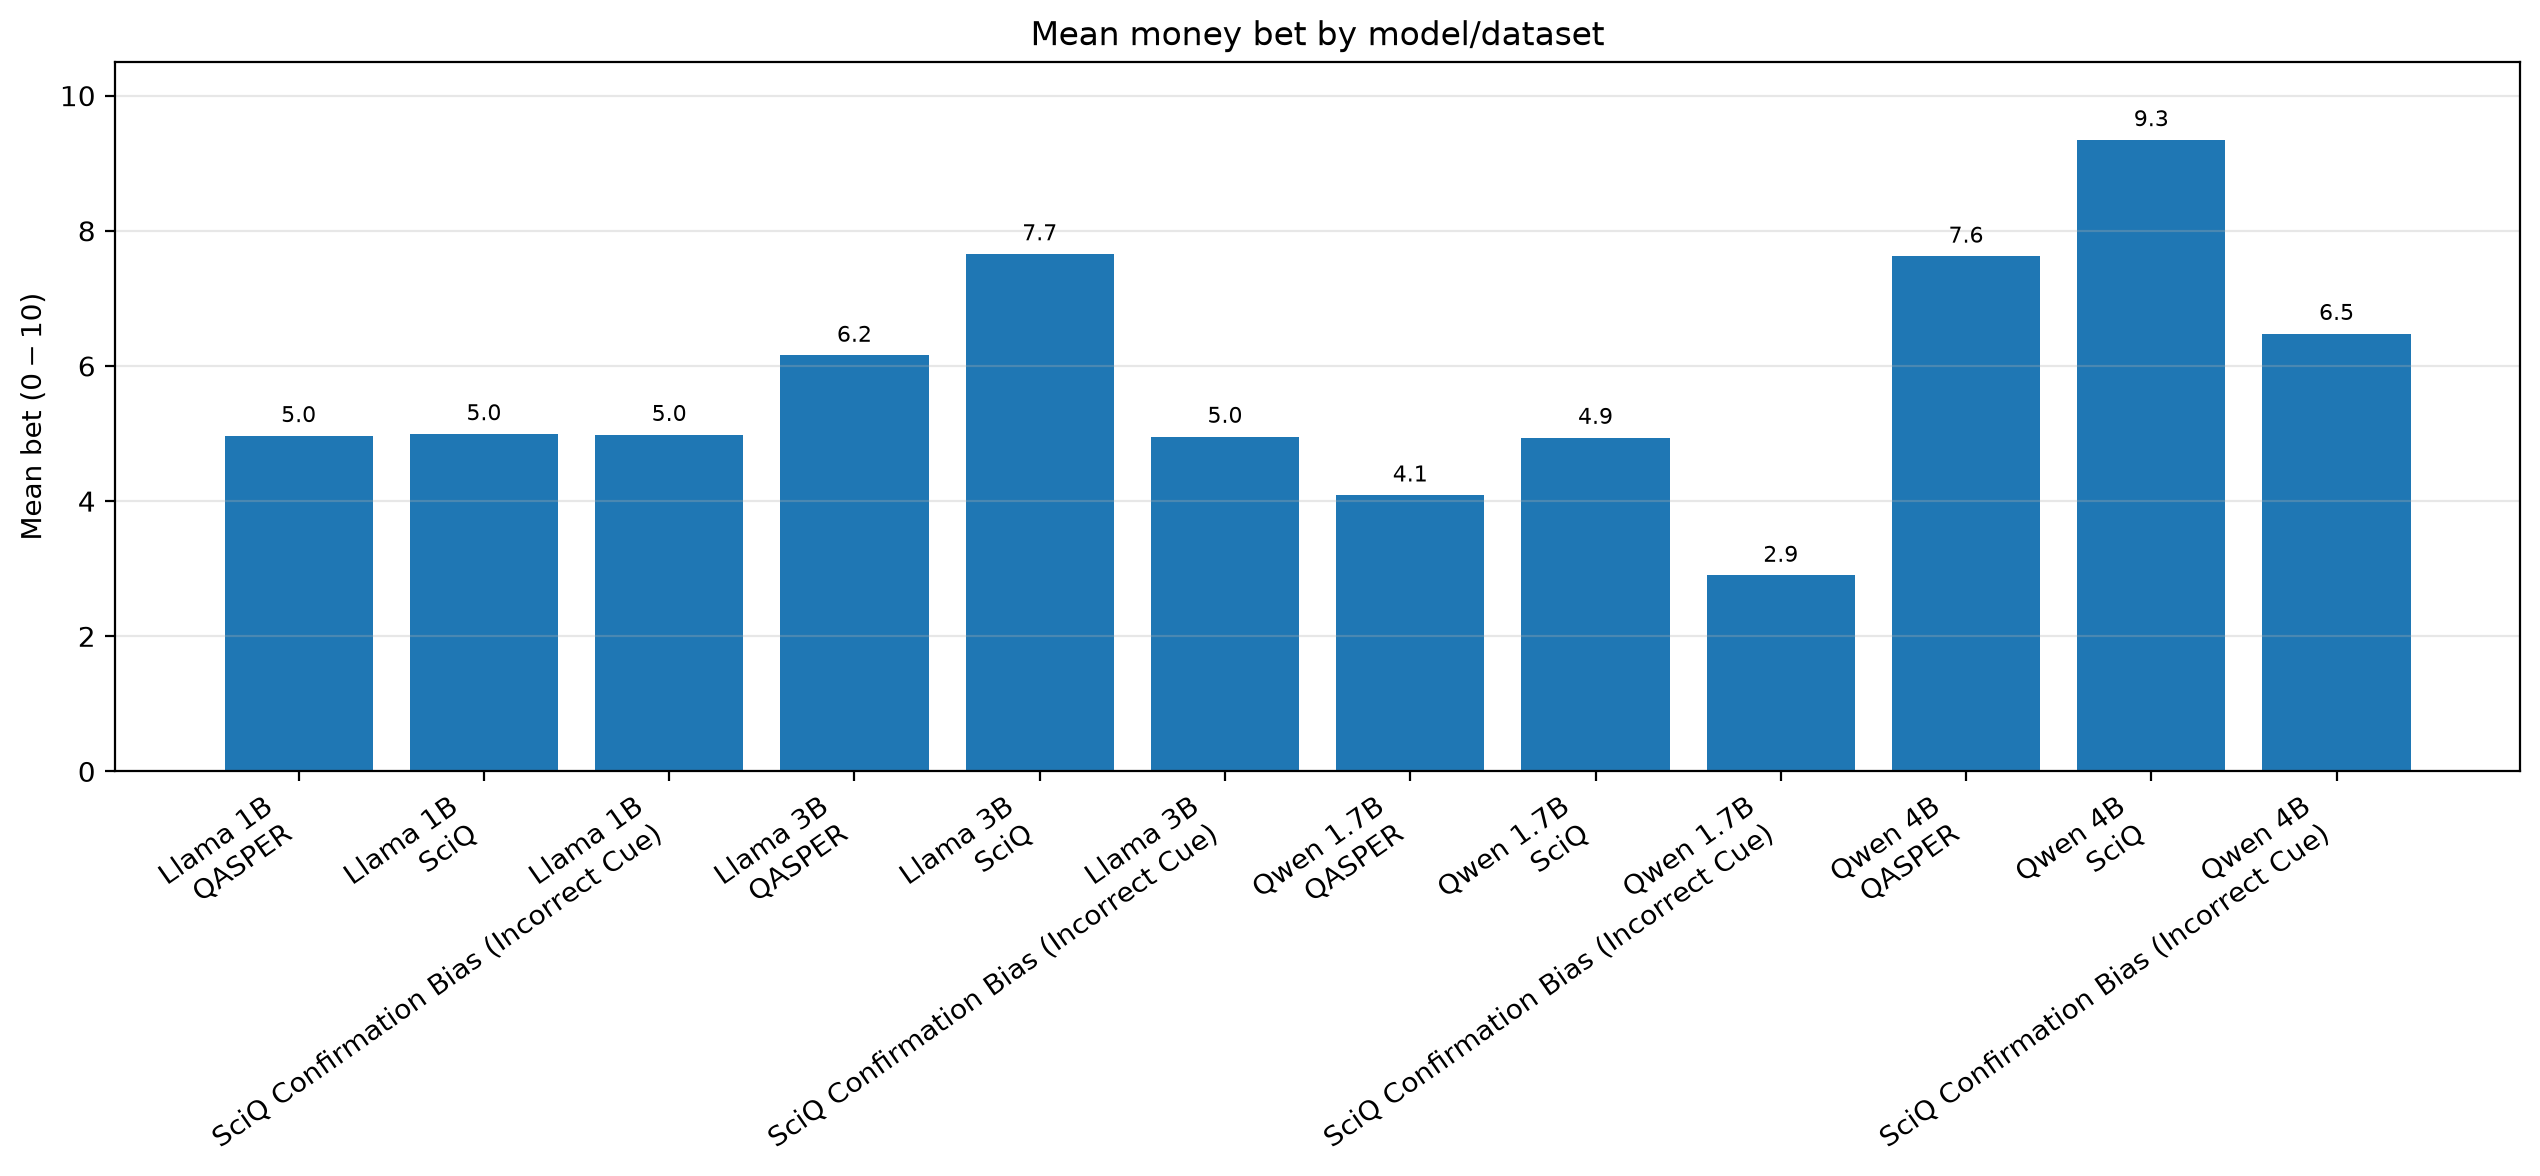 Mean money bet by model/dataset
Mean bet (0 − 10)
10
8
6
4
2
0
5.0
5.0
5.0
6.2
7.7
5.0
4.1
4.9
2.9
7.6
9.3
6.5
Llama 1B
QASPER
Llama 1B
SciQ
Llama 1B
SciQ Confirmation Bias (Incorrect Cue)
Llama 3B
QASPER
Llama 3B
SciQ
Llama 3B
SciQ Confirmation Bias (Incorrect Cue)
Qwen 1.7B
QASPER
Qwen 1.7B
SciQ
Qwen 1.7B
SciQ Confirmation Bias (Incorrect Cue)
Qwen 4B
QASPER
Qwen 4B
SciQ
Qwen 4B
SciQ Confirmation Bias (Incorrect Cue)